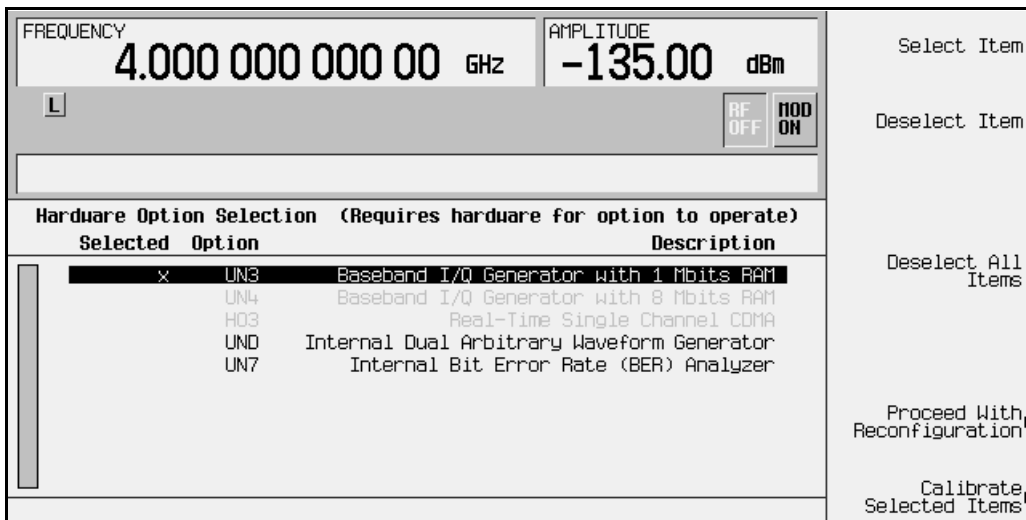 FREQUENCY
4.000 000 000 00 GHz
AMPLITUDE
-135.00 dBm
L
RF OFF
MOD ON
Hardware Option Selection (Requires hardware for option to operate)
Selected Option Description
x UN3 Baseband I/Q Generator with 1 Mbits RAM
UN4 Baseband I/Q Generator with 8 Mbits RAM
H03 Real-Time Single Channel CDMA
UND Internal Dual Arbitrary Waveform Generator
UN7 Internal Bit Error Rate (BER) Analyzer
Select Item
Deselect Item
Deselect All
Items
Proceed With
Reconfiguration
Calibrate
Selected Items